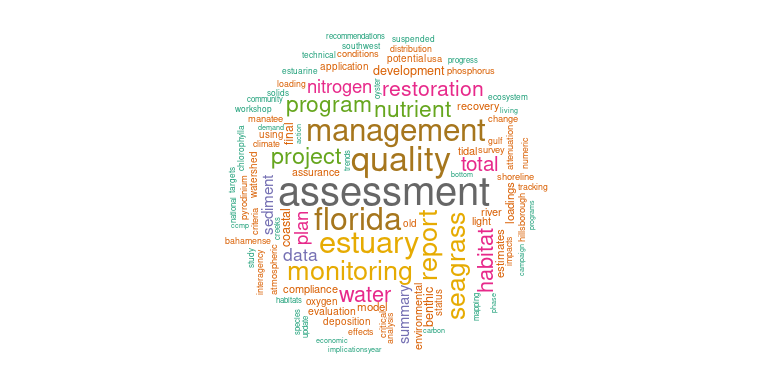 recommendations
southwest
suspended
technical
conditions
distribution
potential
usa
progress
estuarine
application
development
phosphorus
loading
nitrogen
oyster
restoration
solids
community
program
nutrient
recovery
ecosystem
living
workshop
manatee
demand
action
final
management
change
using
climate
gulf
attenuation
numeric
chlorophylla
project
trends
quality
tidal
survey
total
watershed
assurance
bottom
shoreline
tracking
national
targets
pyrodinium
sediment
assessment
loadings
hillsborough
programs
ccmp
criteria
creeks
coastal
plan
florida
old
report
seagrass
light
river
bahamense
estuary
habitat
estimates
impacts
campaign
study
interagency
atmospheric
data
monitoring
compliance
water
summary
environmental
benthic
status
mapping
phase
habitats
oxygen
model
species
update
evaluation
deposition
critical
analysis
effects
carbon
economic
implications
year